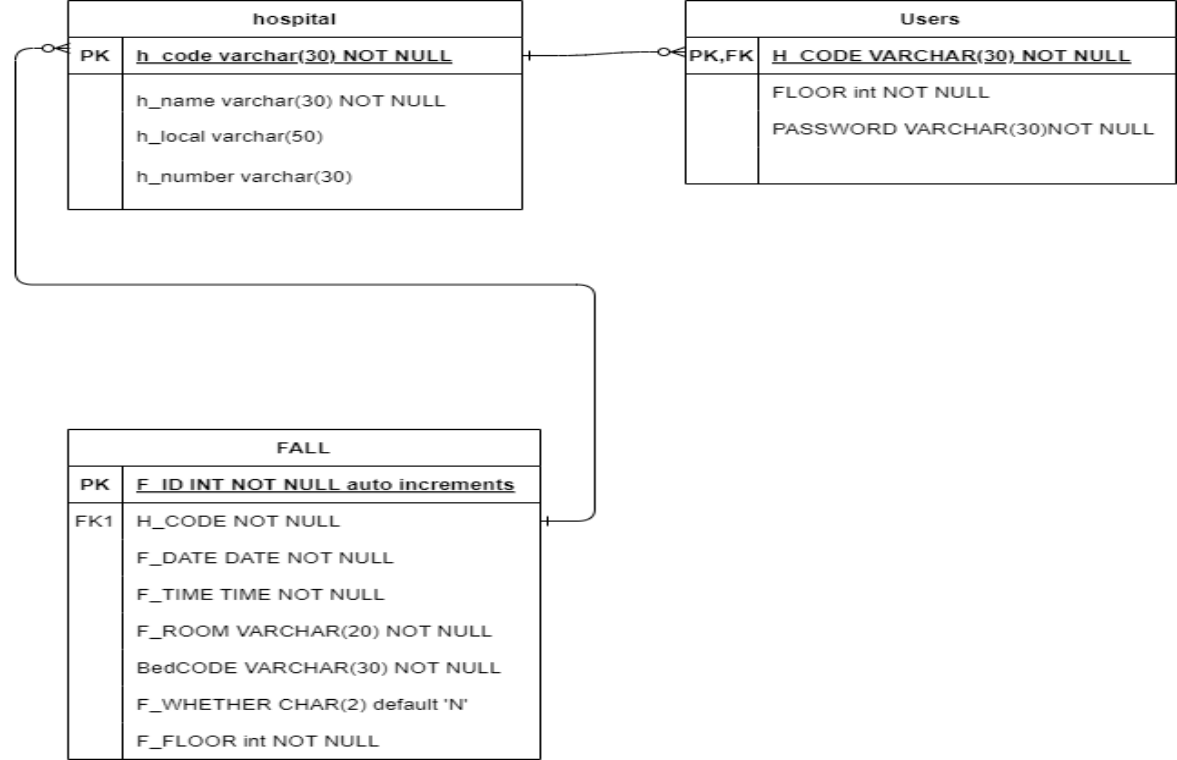 hospital
PK h_code varchar(30) NOT NULL
h_name varchar(30) NOT NULL
h_local varchar(50)
h_number varchar(30)
Users
PK,FK H_CODE VARCHAR(30) NOT NULL
FLOOR int NOT NULL
PASSWORD VARCHAR(30)NOT NULL
FALL
PK F_ID INT NOT NULL auto increments
FK1 H_CODE NOT NULL
F_DATE DATE NOT NULL
F_TIME TIME NOT NULL
F_ROOM VARCHAR(20) NOT NULL
BedCODE VARCHAR(30) NOT NULL
F_WHETHER CHAR(2) default 'N'
F_FLOOR int NOT NULL